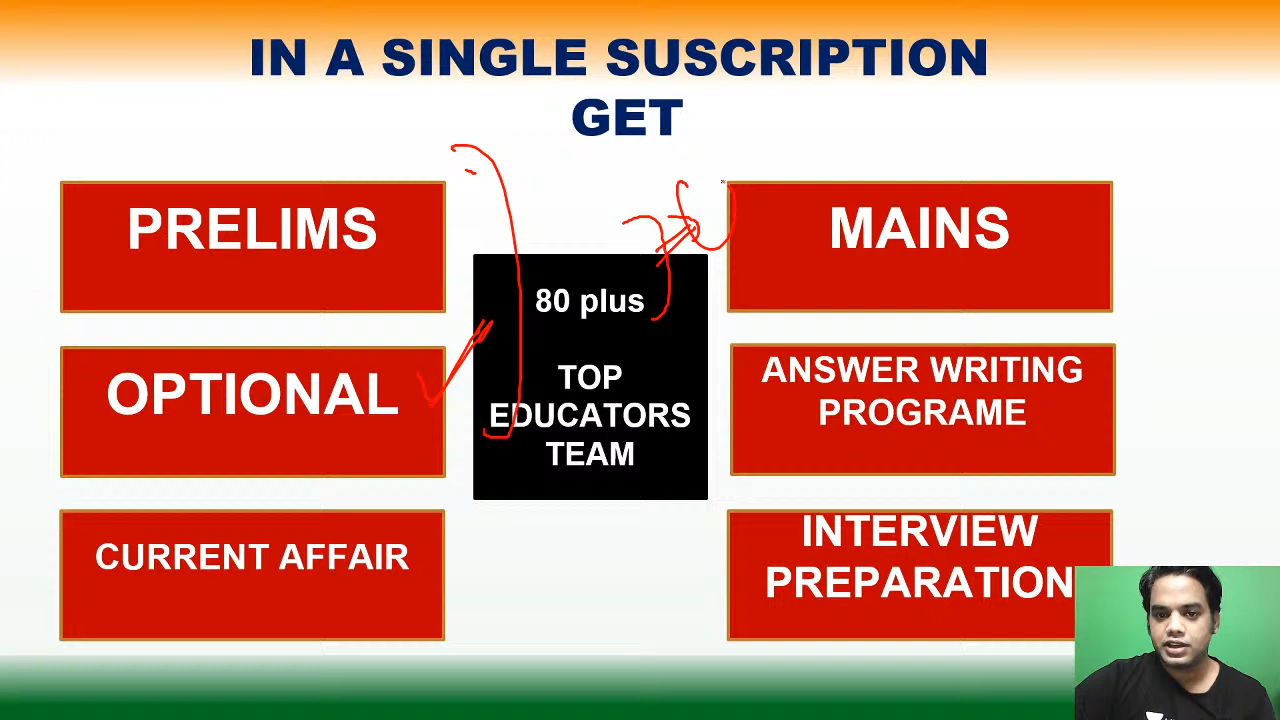 IN A SINGLE SUSCRIPTION
GET
PRELIMS
MAINS
80 plus
TOP
EDUCATORS
TEAM
OPTIONAL
ANSWER WRITING
PROGRAME
CURRENT AFFAIR
INTERVIEW
PREPARATION